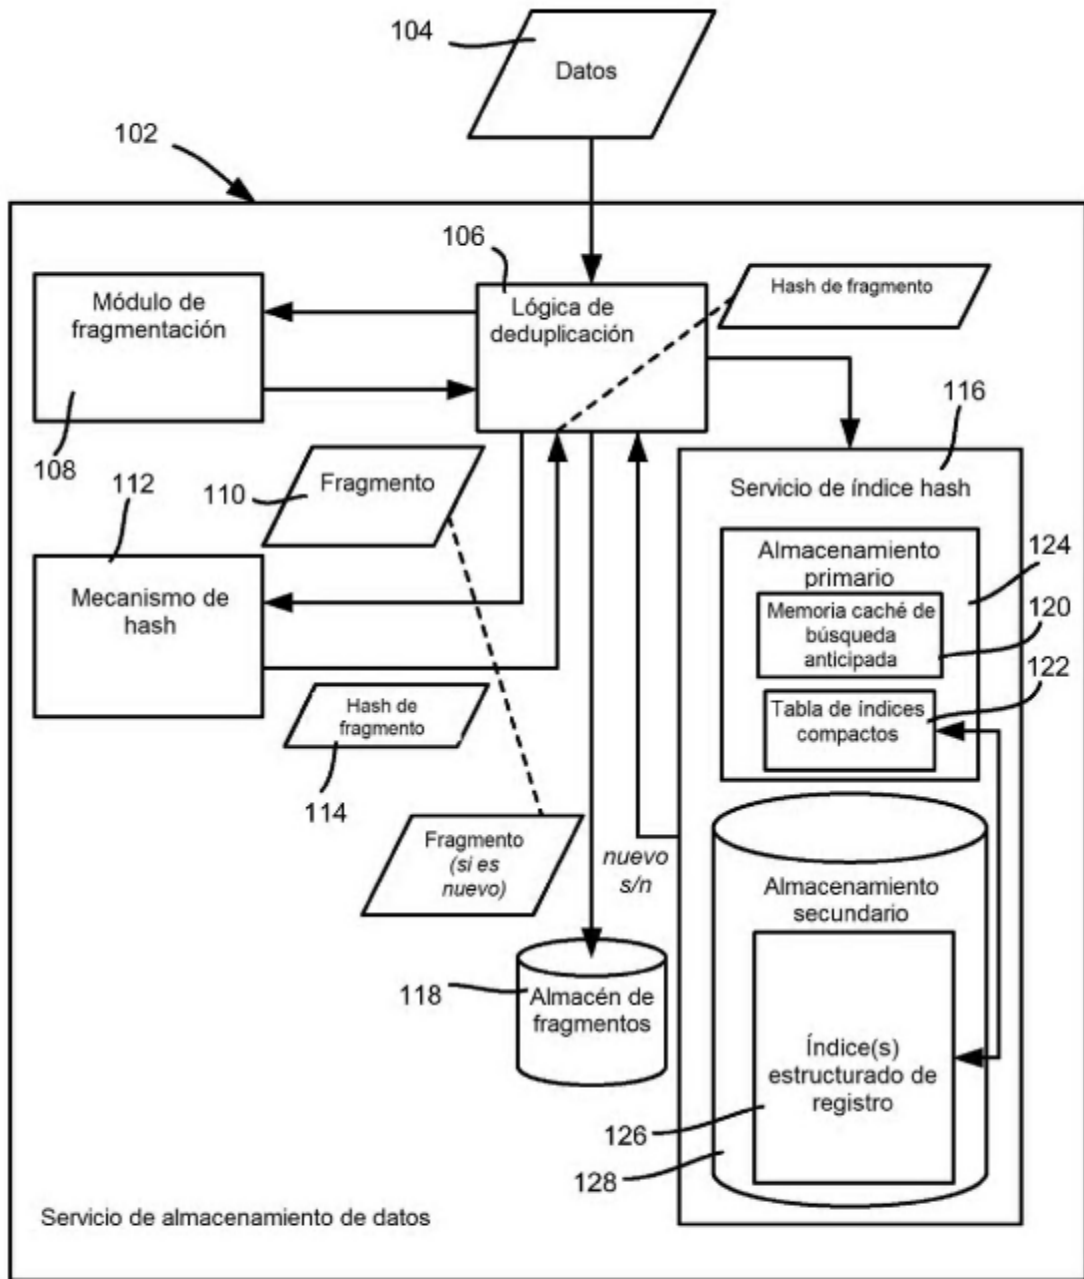 104
Datos
102
106
Módulo de
fragmentación
Lógica de
deduplicación
Hash de fragmento
108
116
112
110
Fragmento
Servicio de índice hash
Mecanismo de
hash
Almacenamiento
primario
124
Memoria caché de
búsqueda
anticipada
120
122
Tabla de índices
compactos
Hash de
fragmento
114
Fragmento
(si es
nuevo)
nuevo
s/n
Almacenamiento
secundario
118
Almacén de
fragmentos
Índice(s)
estructurado de
registro
126
128
Servicio de almacenamiento de datos